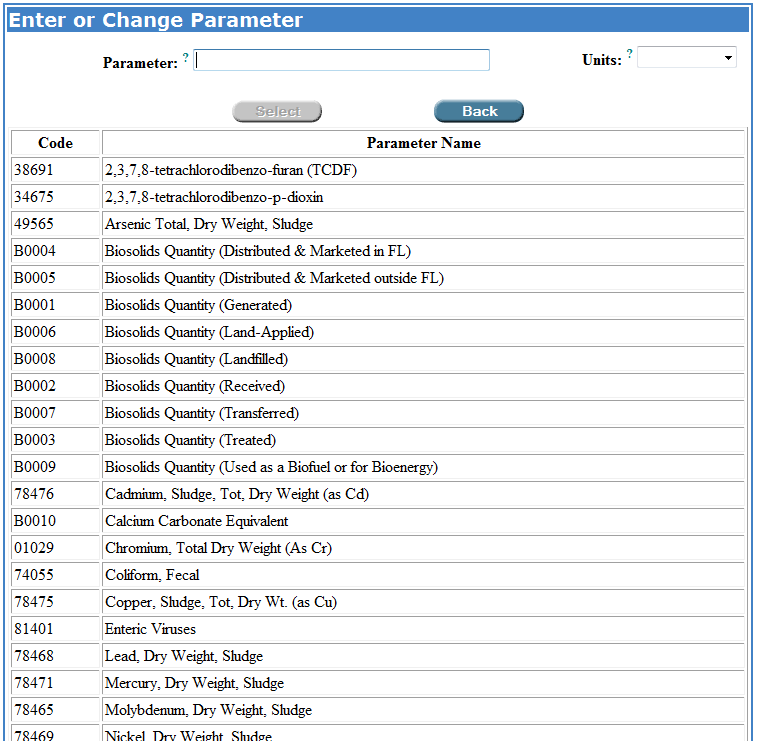 Enter or Change Parameter
Parameter: ?
Units: ?
Select Back
Code Parameter Name
38691 2,3,7,8-tetrachlorodibenzo-furan (TCDF)
34675 2,3,7,8-tetrachlorodibenzo-p-dioxin
49565 Arsenic Total, Dry Weight, Sludge
B0004 Biosolids Quantity (Distributed & Marketed in FL)
B0005 Biosolids Quantity (Distributed & Marketed outside FL)
B0001 Biosolids Quantity (Generated)
B0006 Biosolids Quantity (Land-Applied)
B0008 Biosolids Quantity (Landfilled)
B0002 Biosolids Quantity (Received)
B0007 Biosolids Quantity (Transferred)
B0003 Biosolids Quantity (Treated)
B0009 Biosolids Quantity (Used as a Biofuel or for Bioenergy)
78476 Cadmium, Sludge, Tot, Dry Weight (as Cd)
B0010 Calcium Carbonate Equivalent
01029 Chromium, Total Dry Weight (As Cr)
74055 Coliform, Fecal
78475 Copper, Sludge, Tot, Dry Wt. (as Cu)
81401 Enteric Viruses
78468 Lead, Dry Weight, Sludge
78471 Mercury, Dry Weight, Sludge
78465 Molybdenum, Dry Weight, Sludge
78469 Nickel, Dry Weight, Sludge